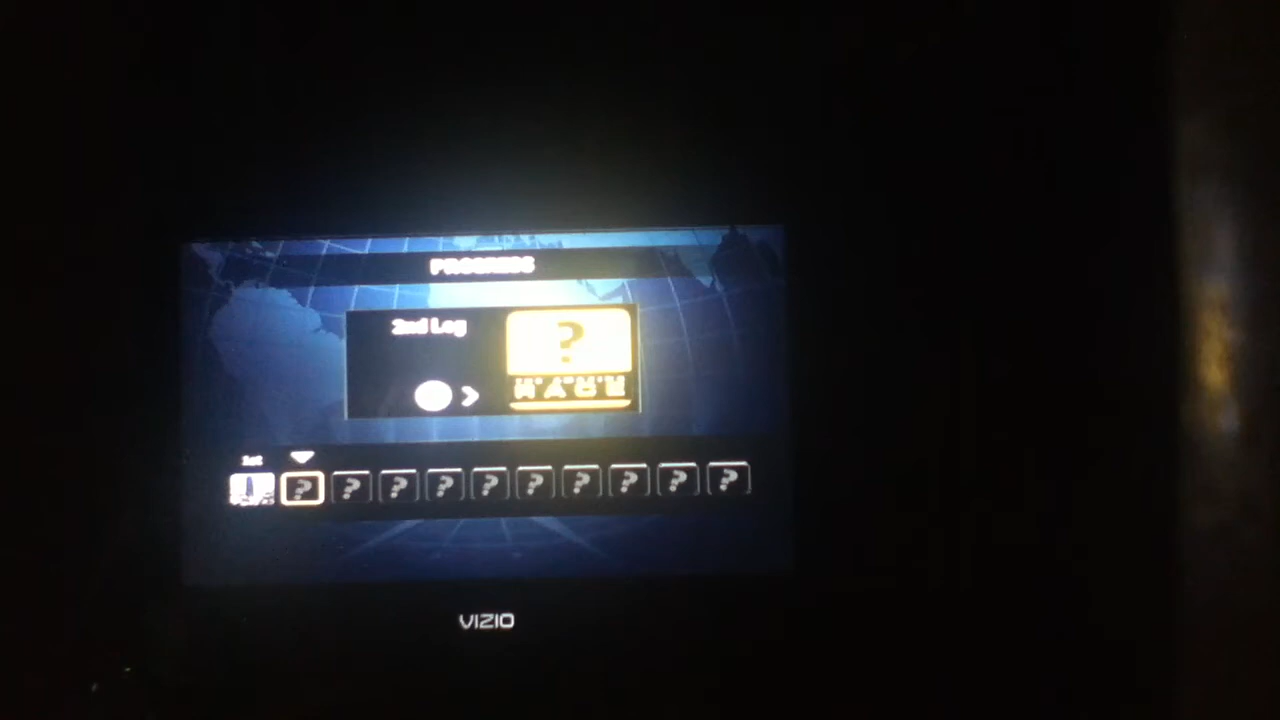 PROGRESS
2nd Leg
?
>
1st
? ? ? ? ? ? ? ? ? ?
VIZIO